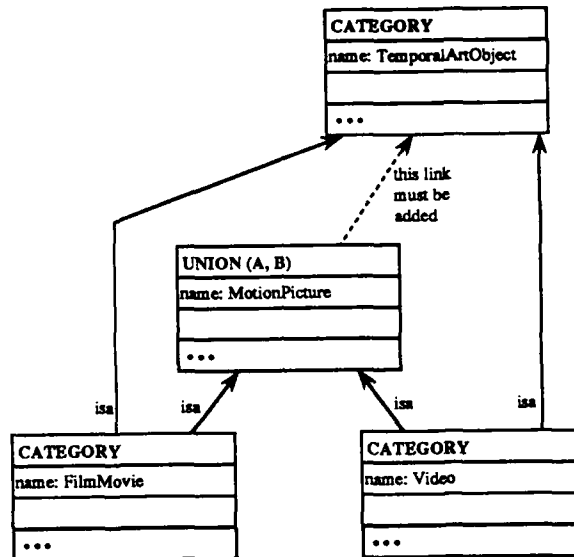 CATEGORY
name: TemporalArtObject
•••
this link
must be
added
UNION (A, B)
name: MotionPicture
•••
isa
isa
isa
isa
CATEGORY
name: FilmMovie
•••
CATEGORY
name: Video
•••